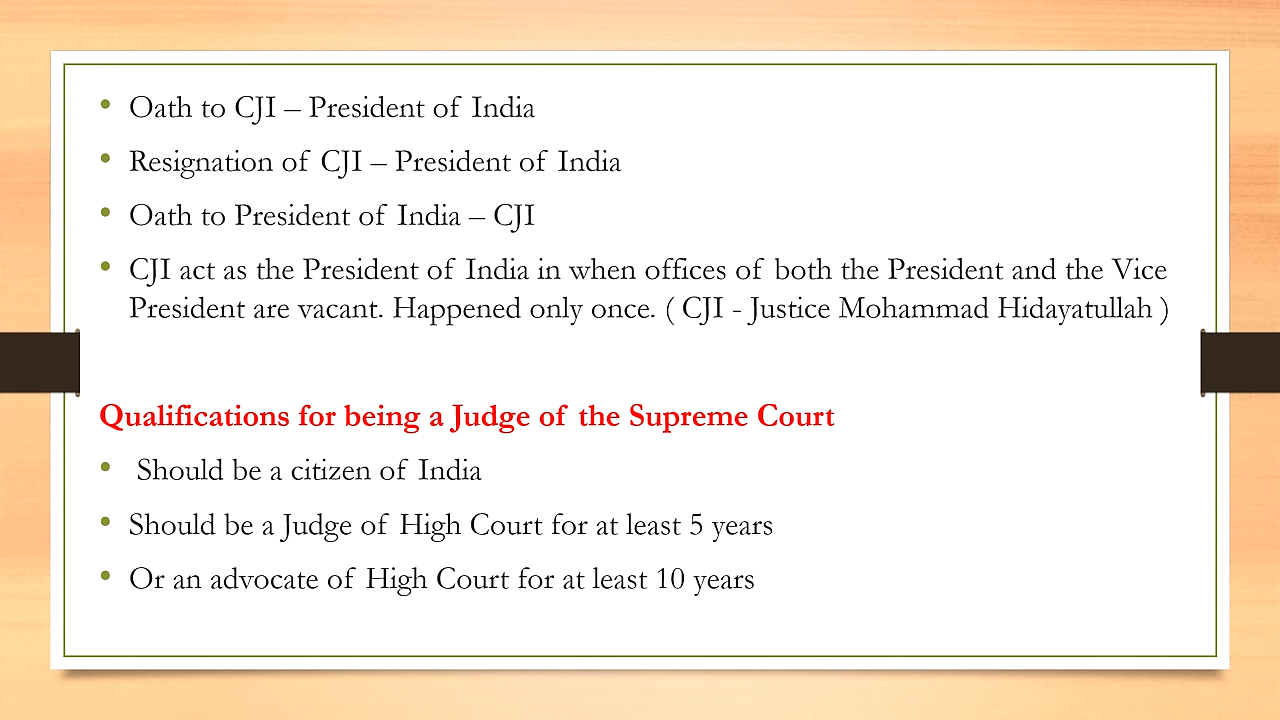 • Oath to CJI – President of India
• Resignation of CJI – President of India
• Oath to President of India – CJI
• CJI act as the President of India in when offices of both the President and the Vice
President are vacant. Happened only once. ( CJI - Justice Mohammad Hidayatullah )
Qualifications for being a Judge of the Supreme Court
• Should be a citizen of India
• Should be a Judge of High Court for at least 5 years
• Or an advocate of High Court for at least 10 years